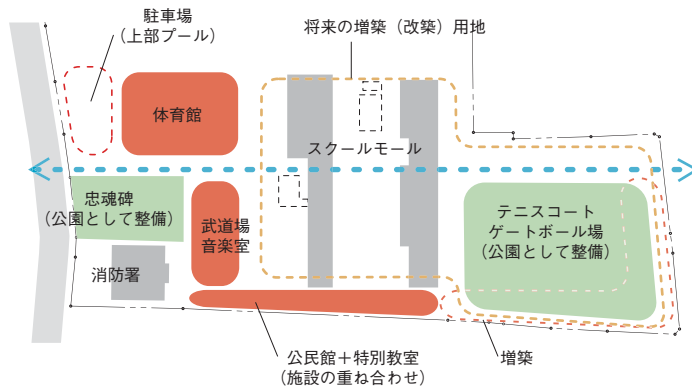 駐車場
（上部プール）
将来の増築（改築）用地
体育館
スクールモール
忠魂碑
（公園として整備）
武道場
音楽室
テニスコート
ゲートボール場
（公園として整備）
消防署
公民館＋特別教室
（施設の重ね合わせ）
増築